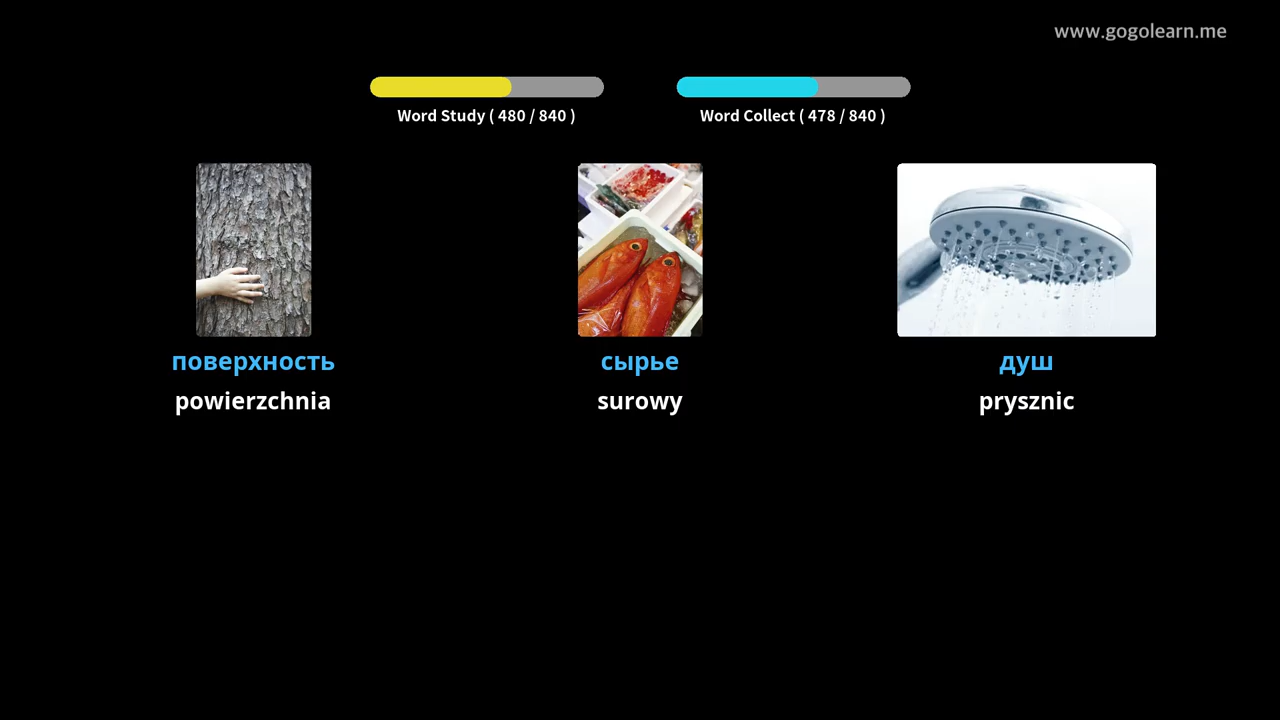 www.gogolearn.me
Word Study ( 480 / 840 )
Word Collect ( 478 / 840 )
поверхность
powierzchnia
сырье
surowy
душ
prysznic